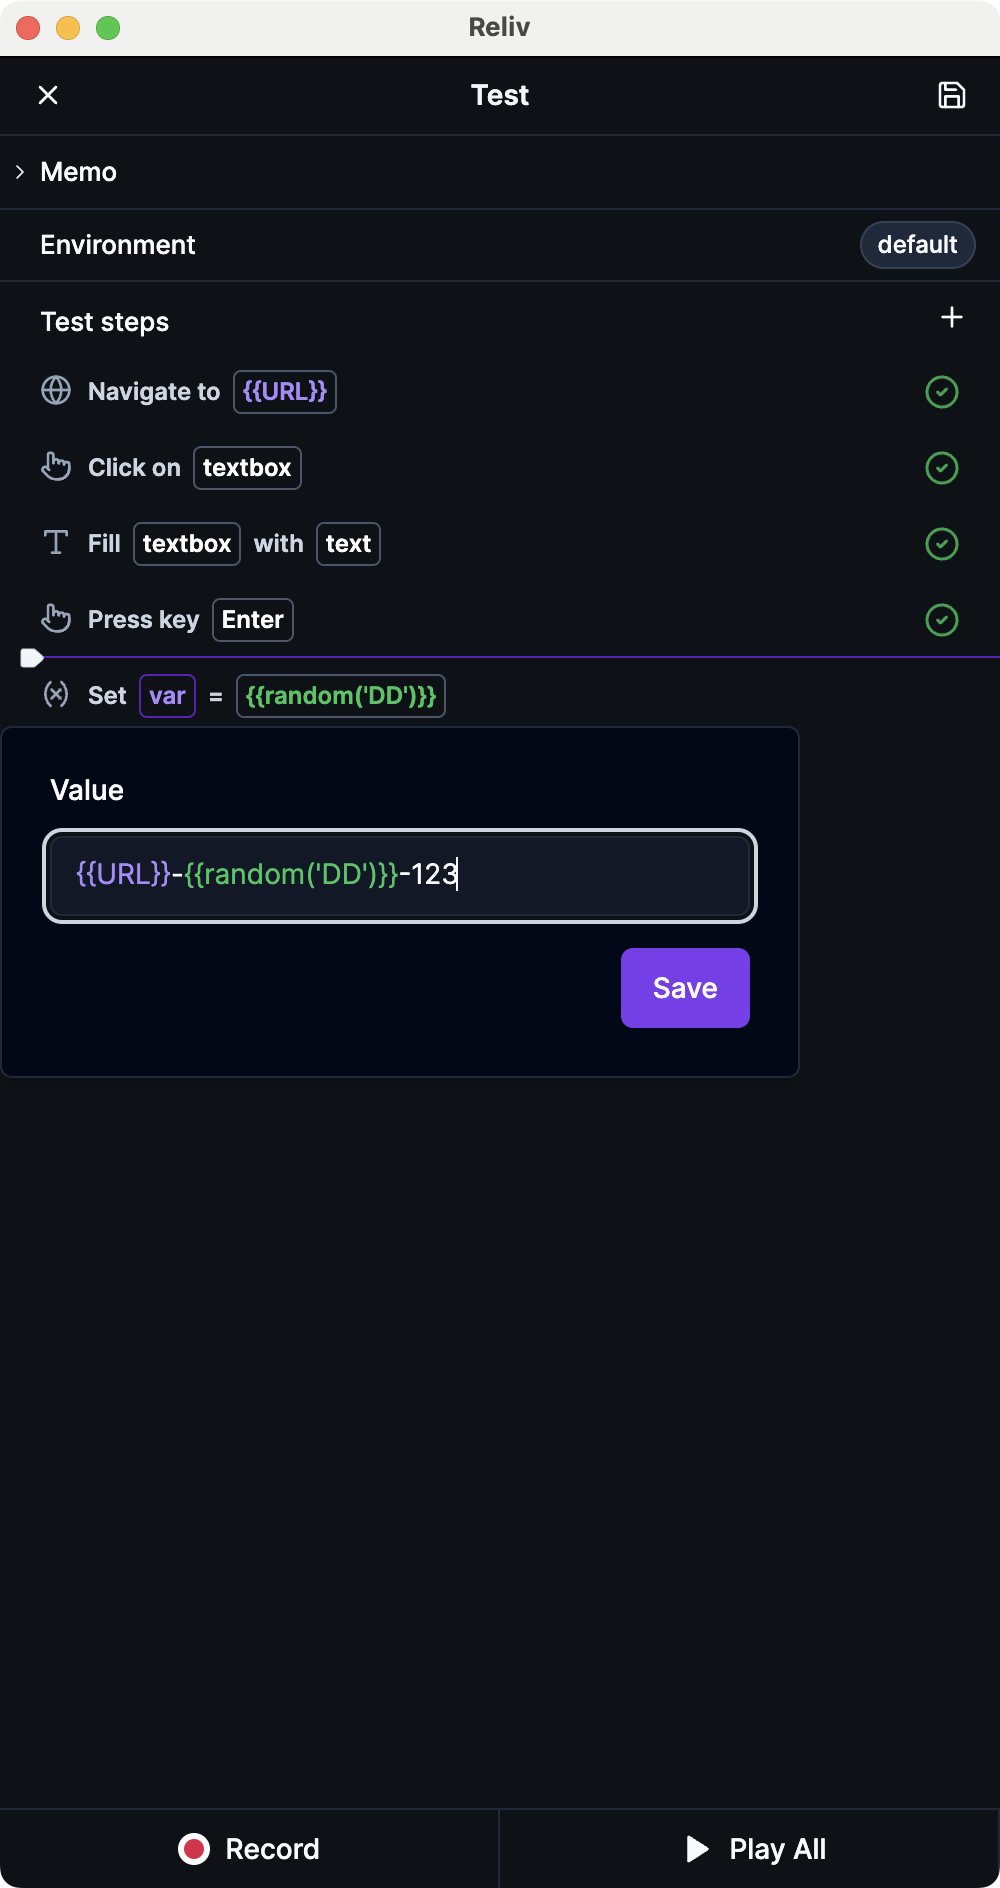 Reliv
Test
Memo
Environment default
Test steps
Navigate to {{URL}}
Click on textbox
Fill textbox with text
Press key Enter
Set var = {{random('DD')}}
Value
{{URL}}-{{random('DD')}}-123
Save
Record Play All